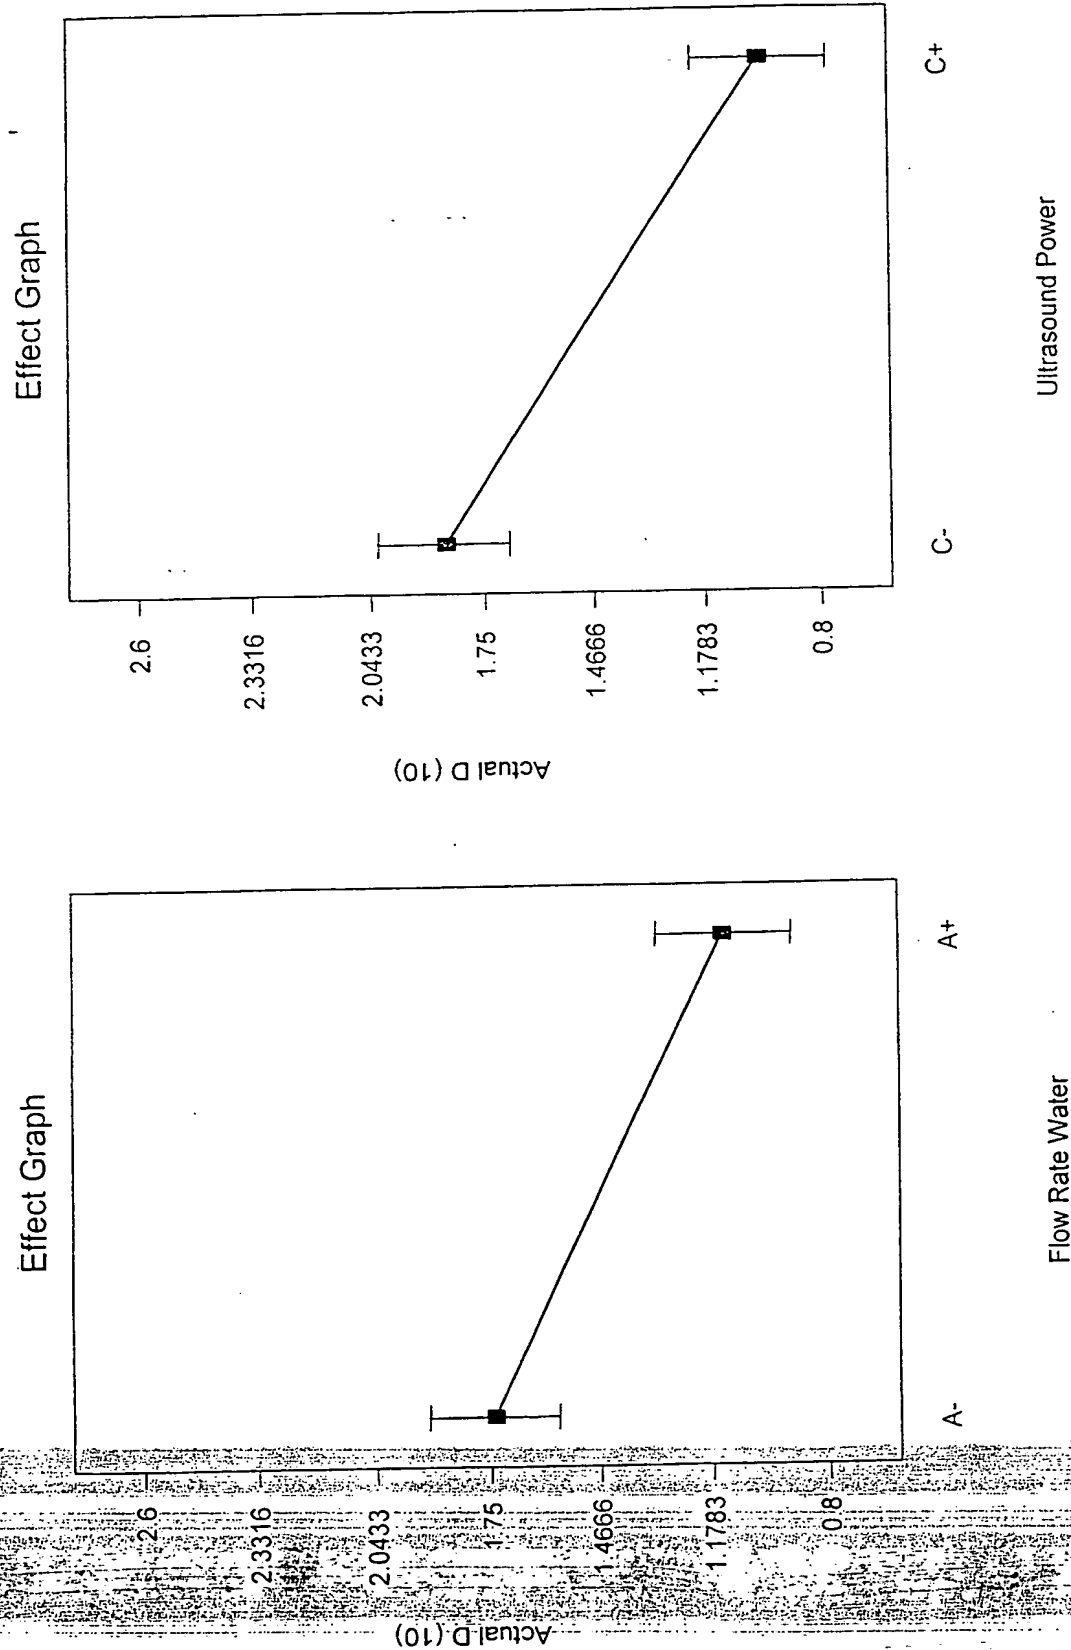 Effect Graph
Actual D (10)
2.6
2.3316
2.0433
1.75
1.4666
1.1783
0.8
A-
A+
Flow Rate Water
Effect Graph
Actual D (10)
2.6
2.3316
2.0433
1.75
1.4666
1.1783
0.8
C-
C+
Ultrasound Power